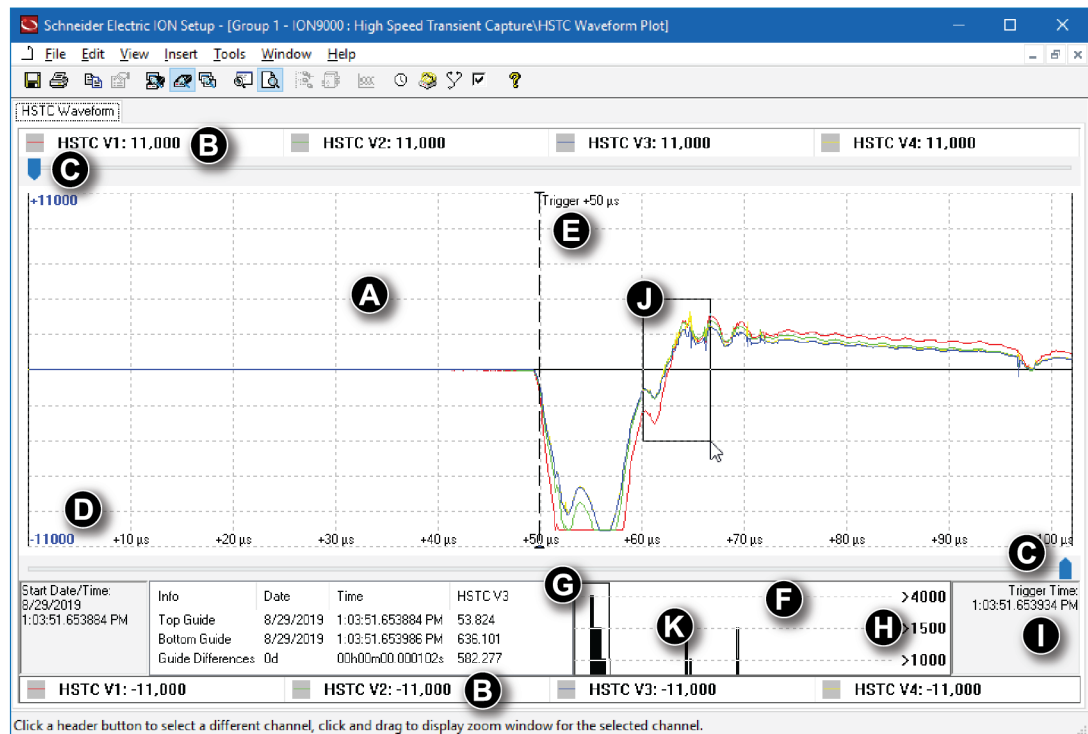 Schneider Electric ION Setup - [Group 1 - ION9000 : High Speed Transient Capture\HSTC Waveform Plot]
File Edit View Insert Tools Window Help
HSTC Waveform
HSTC V1: 11,000 B HSTC V2: 11,000 HSTC V3: 11,000 HSTC V4: 11,000
C
+11000 Trigger +50 µs
E
A J
D
-11000 +10 µs +20 µs +30 µs +40 µs +50 µs +60 µs +70 µs +80 µs +90 µs +100 µs
C
Start Date/Time:
8/29/2019
1:03:51.653884 PM
Info Date Time HSTC V3
Top Guide 8/29/2019 1:03:51.653884 PM 53.824
Bottom Guide 8/29/2019 1:03:51.653986 PM 636.101
Guide Differences 0d 00h00m00.000102s 582.277
G F >4000
K H >1500
>1000
Trigger Time:
1:03:51.653934 PM
I
HSTC V1: -11,000 HSTC V2: -11,000 B HSTC V3: -11,000 HSTC V4: -11,000
Click a header button to select a different channel, click and drag to display zoom window for the selected channel.